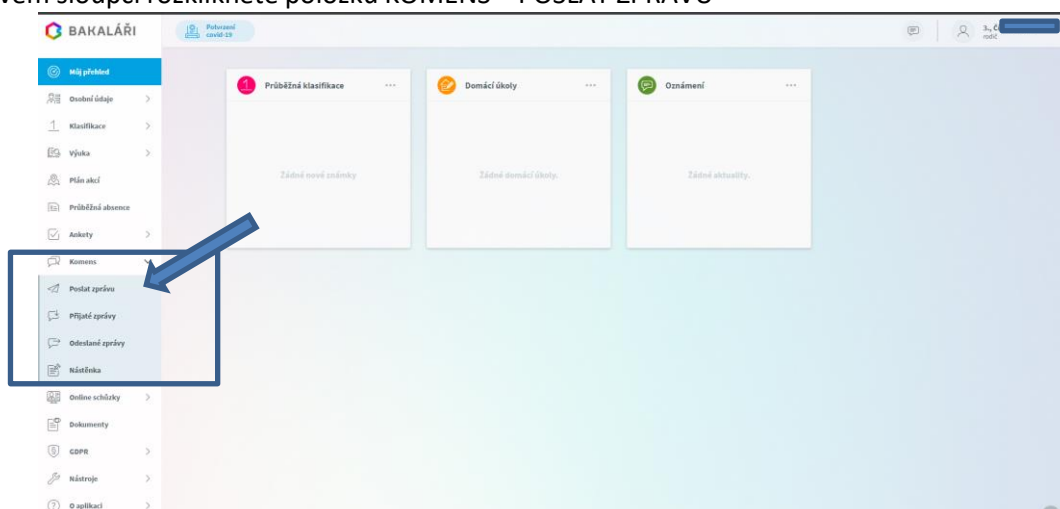 rozklikněte položku KOMENS – POSLAT ZPRÁVU
BAKALÁŘI
Potvrzení
covid-19
rodič
Můj přehled
Osobní údaje
Klasifikace
Výuka
Plán akcí
Průběžná absence
Ankety
Komens
Poslat zprávu
Přijaté zprávy
Odeslané zprávy
Nástěnka
Online schůzky
Dokumenty
GDPR
Nástroje
O aplikaci
1 Průběžná klasifikace ...
Žádné nové známky
Domácí úkoly ...
Žádné domácí úkoly.
Oznámení ...
Žádné aktuality.